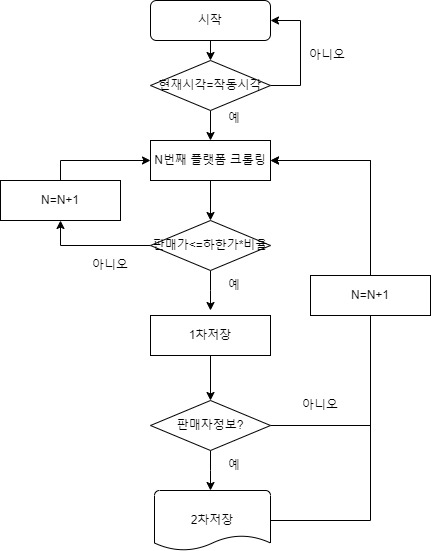 시작
아니오
현재시각=작동시각
예
N번째 플랫폼 크롤링
N=N+1
판매가<=하한가*비율
아니오
예
N=N+1
1차저장
아니오
판매자정보?
예
2차저장